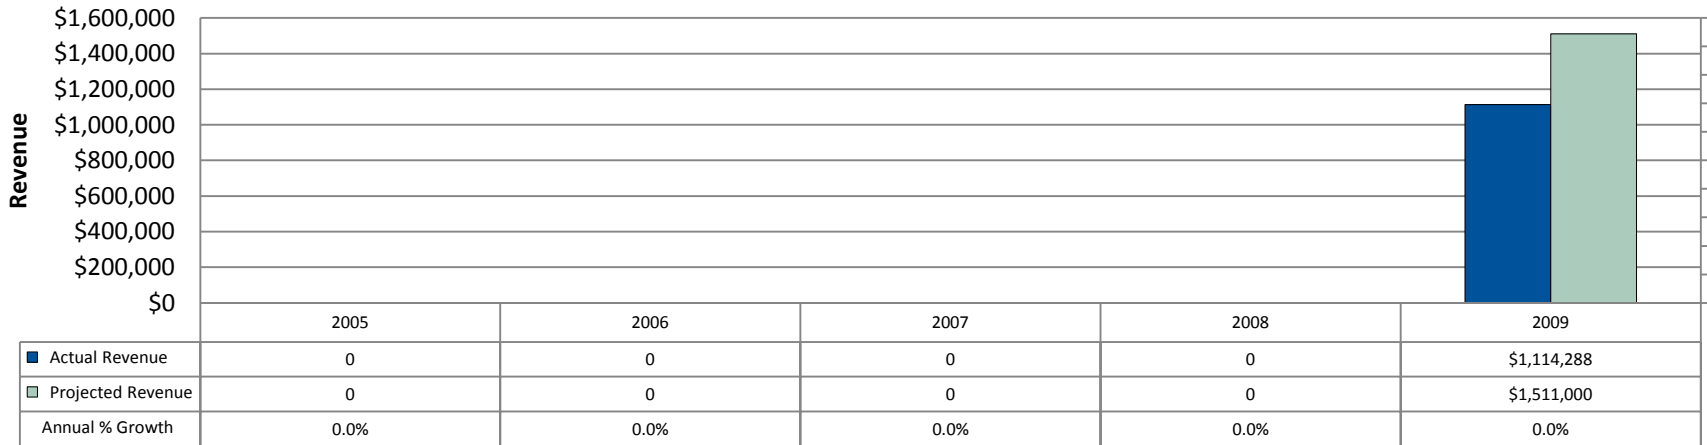 Revenue
$1,600,000
$1,400,000
$1,200,000
$1,000,000
$800,000
$600,000
$400,000
$200,000
$0
2005 2006 2007 2008 2009
Actual Revenue 0 0 0 0 $1,114,288
Projected Revenue 0 0 0 0 $1,511,000
Annual % Growth 0.0% 0.0% 0.0% 0.0% 0.0%